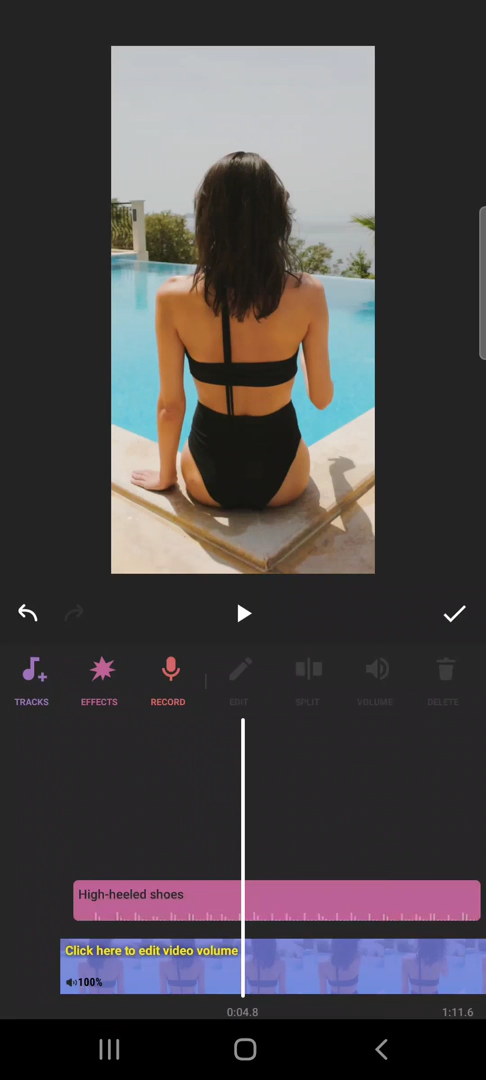 TRACKS
EFFECTS
RECORD
EDIT
SPLIT
VOLUME
DELETE
High-heeled shoes
Click here to edit video volume
100%
0:04.8
1:11.6